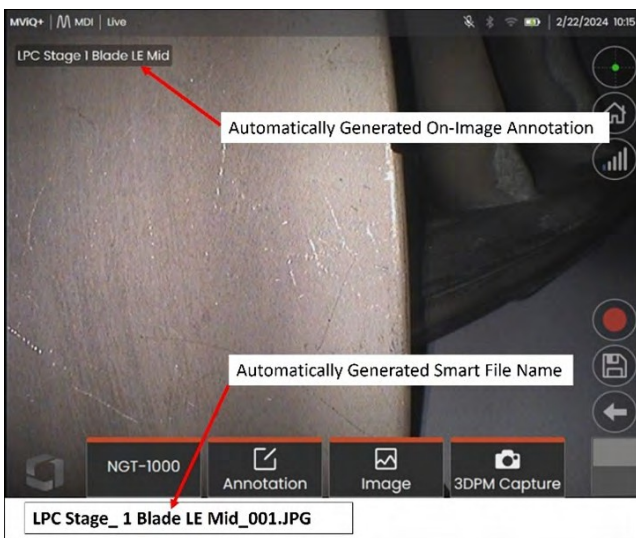 MViQ+ | MDI | Live
2/22/2024 10:15
LPC Stage 1 Blade LE Mid
Automatically Generated On-Image Annotation
Automatically Generated Smart File Name
NGT-1000
Annotation
Image
3DPM Capture
LPC Stage_ 1 Blade LE Mid_001.JPG